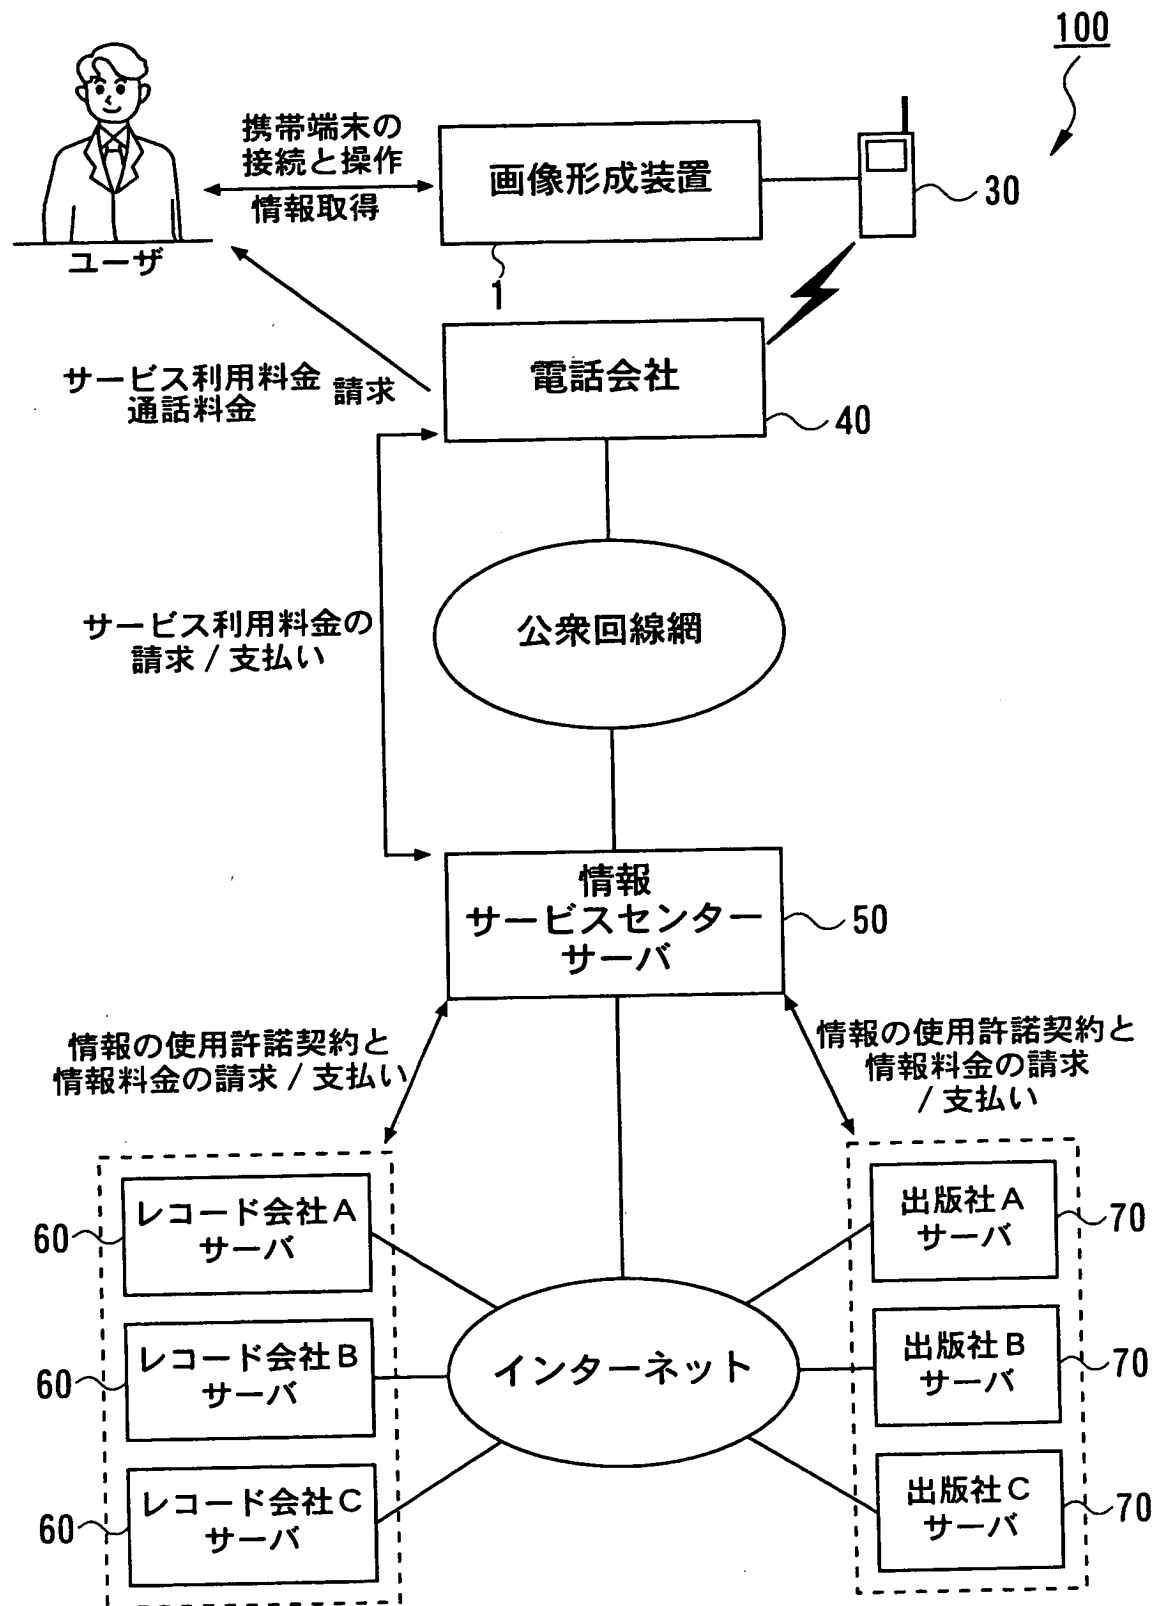 100
携帯端末の
接続と操作
情報取得
画像形成装置
30
ユーザ
1
電話会社
サービス利用料金
通話料金
請求
40
公衆回線網
サービス利用料金の
請求 / 支払い
情報
サービスセンター
サーバ
50
情報の使用許諾契約と
情報料金の請求 / 支払い
情報の使用許諾契約と
情報料金の請求
/ 支払い
60
レコード会社A
サーバ
出版社A
サーバ
70
60
レコード会社B
サーバ
インターネット
出版社B
サーバ
70
60
レコード会社C
サーバ
出版社C
サーバ
70